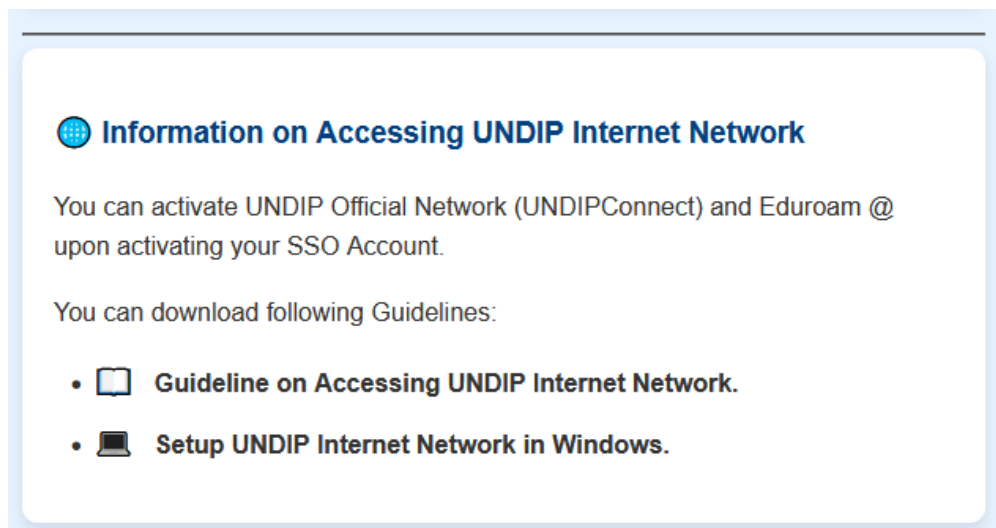 Information on Accessing UNDIP Internet Network
You can activate UNDIP Official Network (UNDIPConnect) and Eduroam @
upon activating your SSO Account.
You can download following Guidelines:
• Guideline on Accessing UNDIP Internet Network.
• Setup UNDIP Internet Network in Windows.